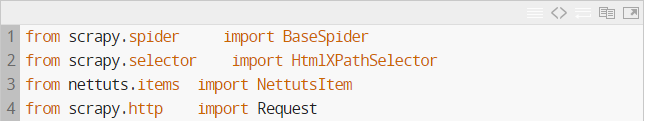 1 from scrapy.spider     import BaseSpider
2 from scrapy.selector    import HtmlXPathSelector
3 from nettuts.items  import NettutsItem
4 from scrapy.http    import Request